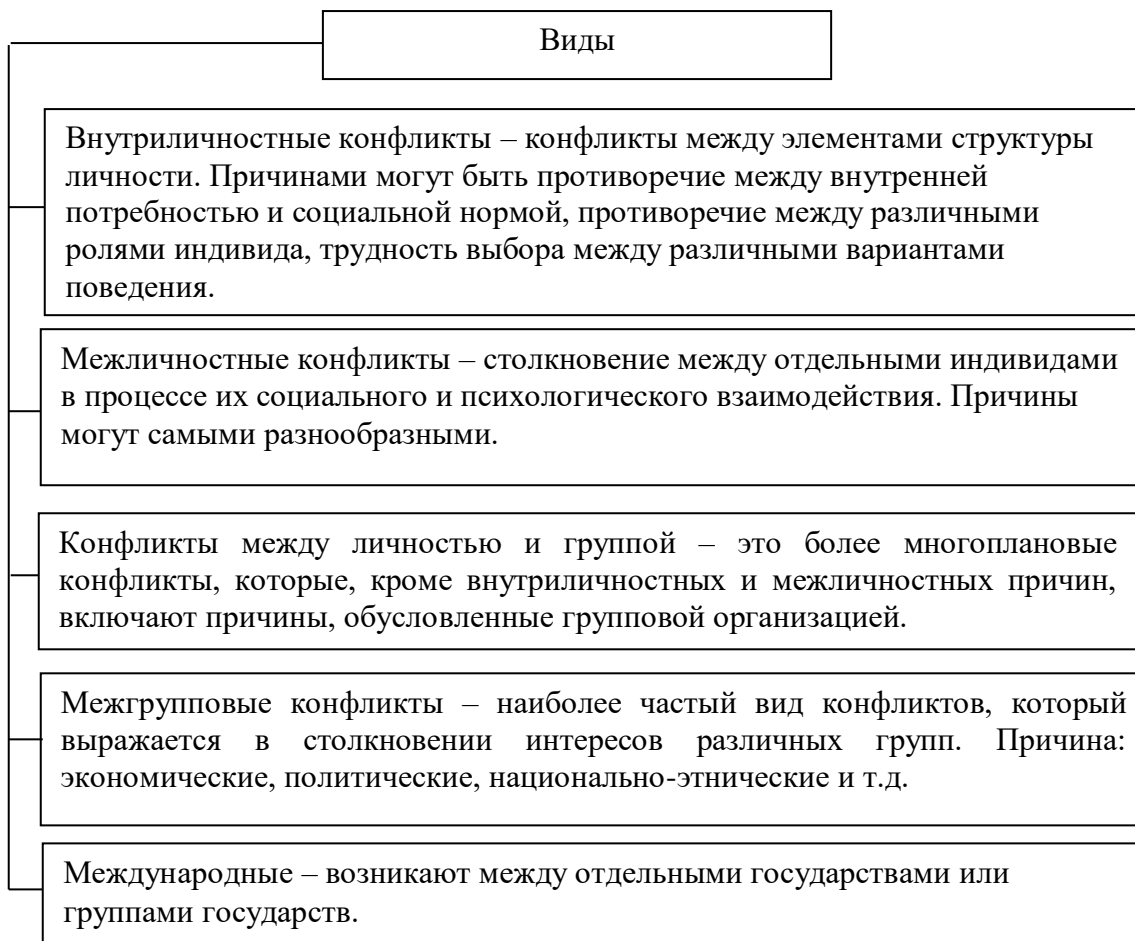 Виды
Внутриличностные конфликты – конфликты между элементами структуры
личности. Причинами могут быть противоречие между внутренней
потребностью и социальной нормой, противоречие между различными
ролями индивида, трудность выбора между различными вариантами
поведения.
Межличностные конфликты – столкновение между отдельными индивидами
в процессе их социального и психологического взаимодействия. Причины
могут самыми разнообразными.
Конфликты между личностью и группой – это более многоплановые
конфликты, которые, кроме внутриличностных и межличностных причин,
включают причины, обусловленные групповой организацией.
Межгрупповые конфликты – наиболее частый вид конфликтов, который
выражается в столкновении интересов различных групп. Причина:
экономические, политические, национально-этнические и т.д.
Международные – возникают между отдельными государствами или
группами государств.